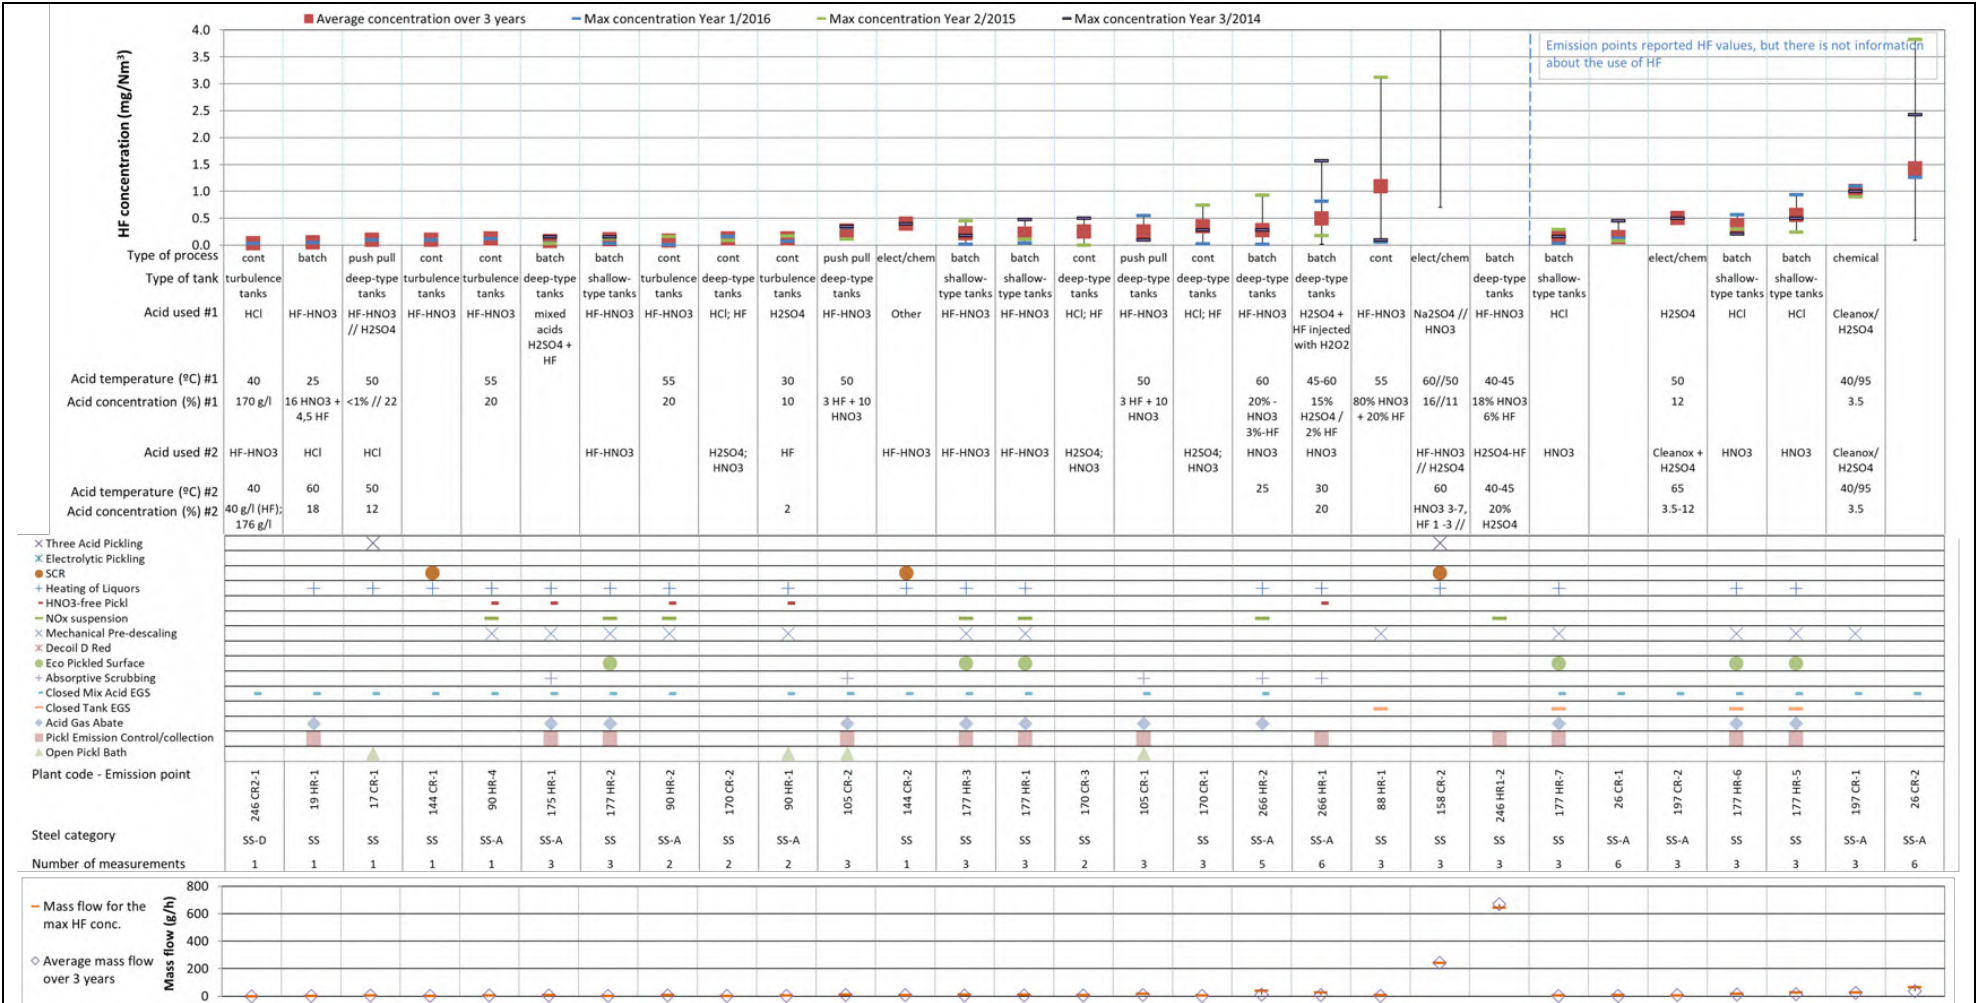 Average concentration over 3 years Max concentration Year 1/2016 Max concentration Year 2/2015 Max concentration Year 3/2014
HF concentration (mg/Nm³)
4.0
3.5
3.0
2.5
2.0
1.5
1.0
0.5
0.0
Emission points reported HF values, but there is not information
about the use of HF
Type of process cont batch push pull cont cont batch batch cont cont cont push pull elect/chem batch batch cont push pull cont batch batch cont elect/chem batch batch elect/chem batch batch chemical
Type of tank turbulence deep-type turbulence turbulence deep-type shallow- turbulence deep-type turbulence deep-type shallow- shallow- deep-type deep-type deep-type deep-type deep-type deep-type shallow- shallow- shallow-
tanks tanks tanks tanks tanks type tanks tanks tanks tanks tanks type tanks type tanks tanks tanks tanks tanks tanks tanks type tanks type tanks type tanks
Acid used #1 HCl HF-HNO3 HF-HNO3 HF-HNO3 HF-HNO3 mixed HF-HNO3 HF-HNO3 HCl; HF H2SO4 HF-HNO3 Other HF-HNO3 HF-HNO3 HCl; HF HF-HNO3 HCl; HF HF-HNO3 H2SO4 + HF-HNO3 Na2SO4 // HF-HNO3 HCl H2SO4 HCl HCl Cleanox/
// H2SO4 acids HF injected HNO3 H2SO4
H2SO4 + with H2O2
HF
Acid temperature (ºC) #1 40 25 50 55 55 30 50 50 60 45-60 55 60//50 40-45 50 40/95
Acid concentration (%) #1 170 g/l 16 HNO3 + <1% // 22 20 20 10 3 HF + 10 3 HF + 10 20% - 15% 80% HNO3 16//11 18% HNO3 12 3.5
4,5 HF HNO3 HNO3 HNO3 H2SO4 / + 20% HF 6% HF
3%-HF 2% HF
Acid used #2 HF-HNO3 HCl HCl HF-HNO3 H2SO4; HF HF-HNO3 HF-HNO3 HF-HNO3 H2SO4; H2SO4; HNO3 HNO3 HF-HNO3 H2SO4-HF HNO3 Cleanox + HNO3 HNO3 Cleanox/
HNO3 HNO3 HNO3 // H2SO4 H2SO4 H2SO4
Acid temperature (ºC) #2 40 60 50 25 30 60 40-45 65 40/95
Acid concentration (%) #2 40 g/l (HF); 18 12 2 20 HNO3 3-7, 20% 3.5-12 3.5
176 g/l HF 1 -3 // H2SO4
Three Acid Pickling
Electrolytic Pickling
SCR
Heating of Liquors
HNO3-free Pickl
NOx suspension
Mechanical Pre-descaling
Decoil D Red
Eco Pickled Surface
Absorptive Scrubbing
Closed Mix Acid EGS
Closed Tank EGS
Acid Gas Abate
Pickl Emission Control/collection
Open Pickl Bath
Plant code - Emission point 246 CR2-1 19 HR-1 17 CR-1 144 CR-1 90 HR-4 175 HR-1 177 HR-2 90 HR-2 170 CR-2 90 HR-1 105 CR-2 144 CR-2 177 HR-3 177 HR-1 170 CR-3 105 CR-1 170 CR-1 266 HR-2 266 HR-1 88 HR-1 158 CR-2 246 HR1-2 177 HR-7 26 CR-1 197 CR-2 177 HR-6 177 HR-5 197 CR-1 26 CR-2
Steel category SS-D SS SS SS SS-A SS-A SS SS-A SS SS-A SS SS SS SS SS SS-A SS-A SS SS SS SS SS-A SS-A SS SS SS-A SS-A
Number of measurements 1 1 1 1 1 3 3 2 2 2 3 1 3 3 2 3 3 5 6 3 3 3 3 6 3 3 3 3 6
Mass flow for the
max HF conc.
Average mass flow
over 3 years
Mass flow (g/h)
800
600
400
200
0